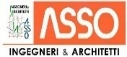 ASSO
INGEGNERI & ARCHITETTI